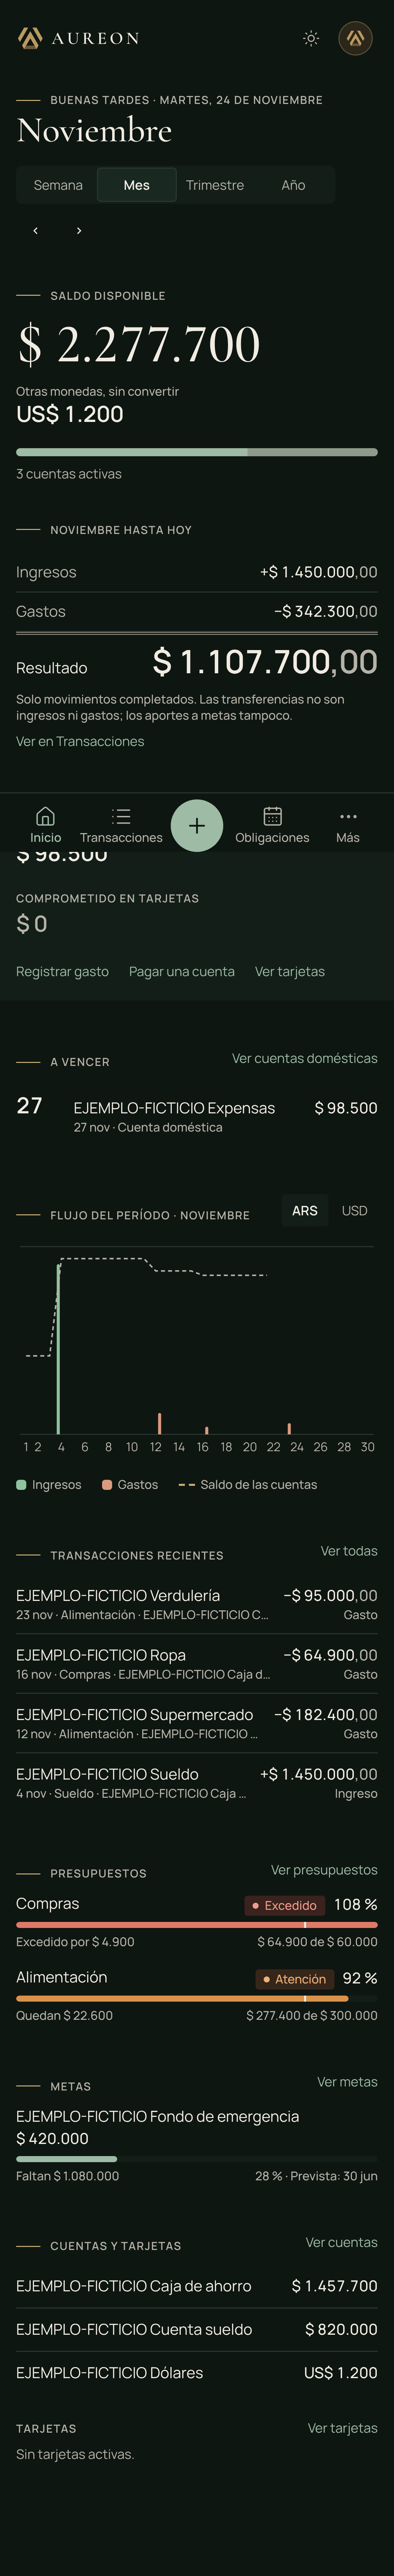 AUREON
BUENAS TARDES · MARTES, 24 DE NOVIEMBRE
Noviembre
Semana Mes Trimestre Año
‹ ›
SALDO DISPONIBLE
$ 2.277.700
Otras monedas, sin convertir
US$ 1.200
3 cuentas activas
NOVIEMBRE HASTA HOY
Ingresos +$ 1.450.000,00
Gastos −$ 342.300,00
Resultado $ 1.107.700,00
Solo movimientos completados. Las transferencias no son
ingresos ni gastos; los aportes a metas tampoco.
Ver en Transacciones
Inicio Transacciones + Obligaciones Más
$ 98.500
COMPROMETIDO EN TARJETAS
$ 0
Registrar gasto Pagar una cuenta Ver tarjetas
A VENCER Ver cuentas domésticas
27 EJEMPLO-FICTICIO Expensas $ 98.500
27 nov · Cuenta doméstica
FLUJO DEL PERÍODO · NOVIEMBRE ARS USD
1 2 4 6 8 10 12 14 16 18 20 22 24 26 28 30
Ingresos Gastos Saldo de las cuentas
TRANSACCIONES RECIENTES Ver todas
EJEMPLO-FICTICIO Verdulería −$ 95.000,00
23 nov · Alimentación · EJEMPLO-FICTICIO C... Gasto
EJEMPLO-FICTICIO Ropa −$ 64.900,00
16 nov · Compras · EJEMPLO-FICTICIO Caja d... Gasto
EJEMPLO-FICTICIO Supermercado −$ 182.400,00
12 nov · Alimentación · EJEMPLO-FICTICIO ... Gasto
EJEMPLO-FICTICIO Sueldo +$ 1.450.000,00
4 nov · Sueldo · EJEMPLO-FICTICIO Caja ... Ingreso
PRESUPUESTOS Ver presupuestos
Compras Excedido 108 %
Excedido por $ 4.900 $ 64.900 de $ 60.000
Alimentación Atención 92 %
Quedan $ 22.600 $ 277.400 de $ 300.000
METAS Ver metas
EJEMPLO-FICTICIO Fondo de emergencia
$ 420.000
Faltan $ 1.080.000 28 % · Prevista: 30 jun
CUENTAS Y TARJETAS Ver cuentas
EJEMPLO-FICTICIO Caja de ahorro $ 1.457.700
EJEMPLO-FICTICIO Cuenta sueldo $ 820.000
EJEMPLO-FICTICIO Dólares US$ 1.200
TARJETAS Ver tarjetas
Sin tarjetas activas.